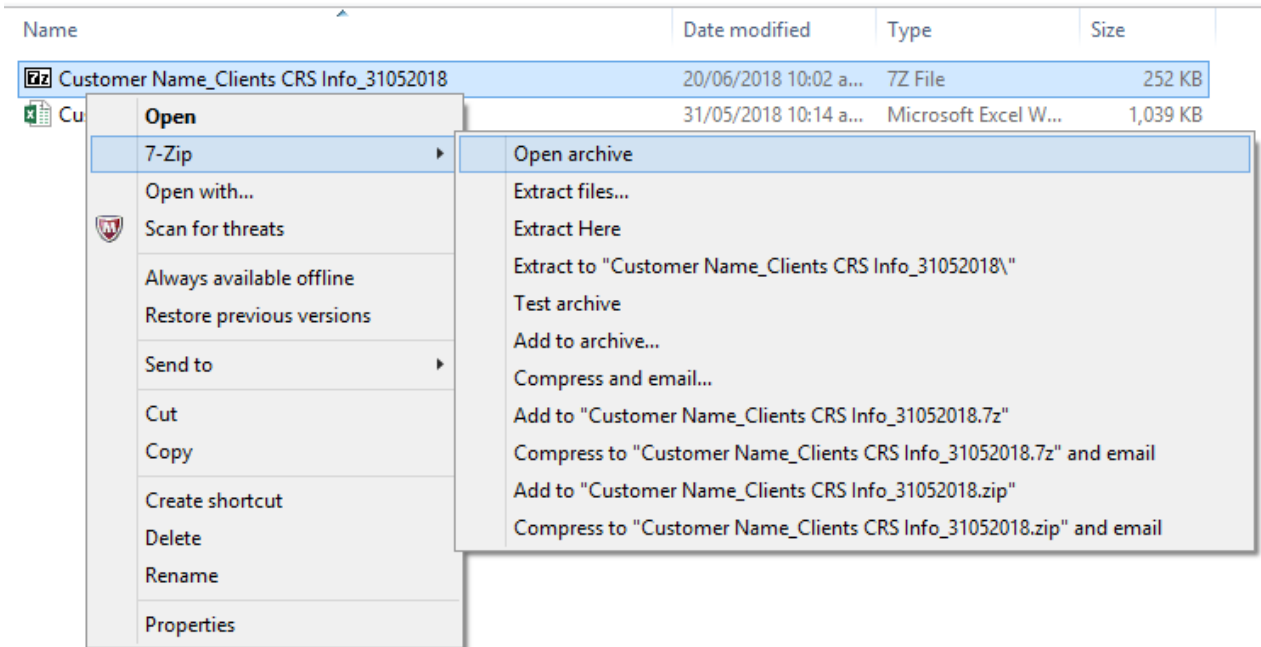 Name Date modified Type Size
7z Customer Name_Clients CRS Info_31052018 20/06/2018 10:02 a... 7Z File 252 KB
Cu 31/05/2018 10:14 a... Microsoft Excel W... 1,039 KB
Open
7-Zip
Open with...
Scan for threats
Always available offline
Restore previous versions
Send to
Cut
Copy
Create shortcut
Delete
Rename
Properties
Open archive
Extract files...
Extract Here
Extract to "Customer Name_Clients CRS Info_31052018\"
Test archive
Add to archive...
Compress and email...
Add to "Customer Name_Clients CRS Info_31052018.7z"
Compress to "Customer Name_Clients CRS Info_31052018.7z" and email
Add to "Customer Name_Clients CRS Info_31052018.zip"
Compress to "Customer Name_Clients CRS Info_31052018.zip" and email